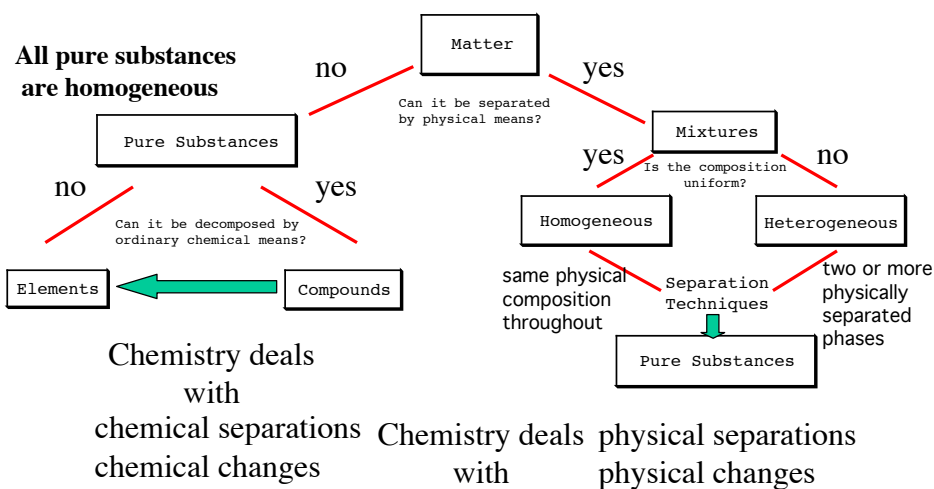 All pure substances
are homogeneous
Matter
no
yes
Can it be separated
by physical means?
Pure Substances
Mixtures
no
yes
yes
no
Is the composition
uniform?
Can it be decomposed by
ordinary chemical means?
Homogeneous
Heterogeneous
Elements
Compounds
same physical
composition
throughout
Separation
Techniques
two or more
physically
separated
phases
Pure Substances
Chemistry deals
with
chemical separations
chemical changes
Chemistry deals
with
physical separations
physical changes